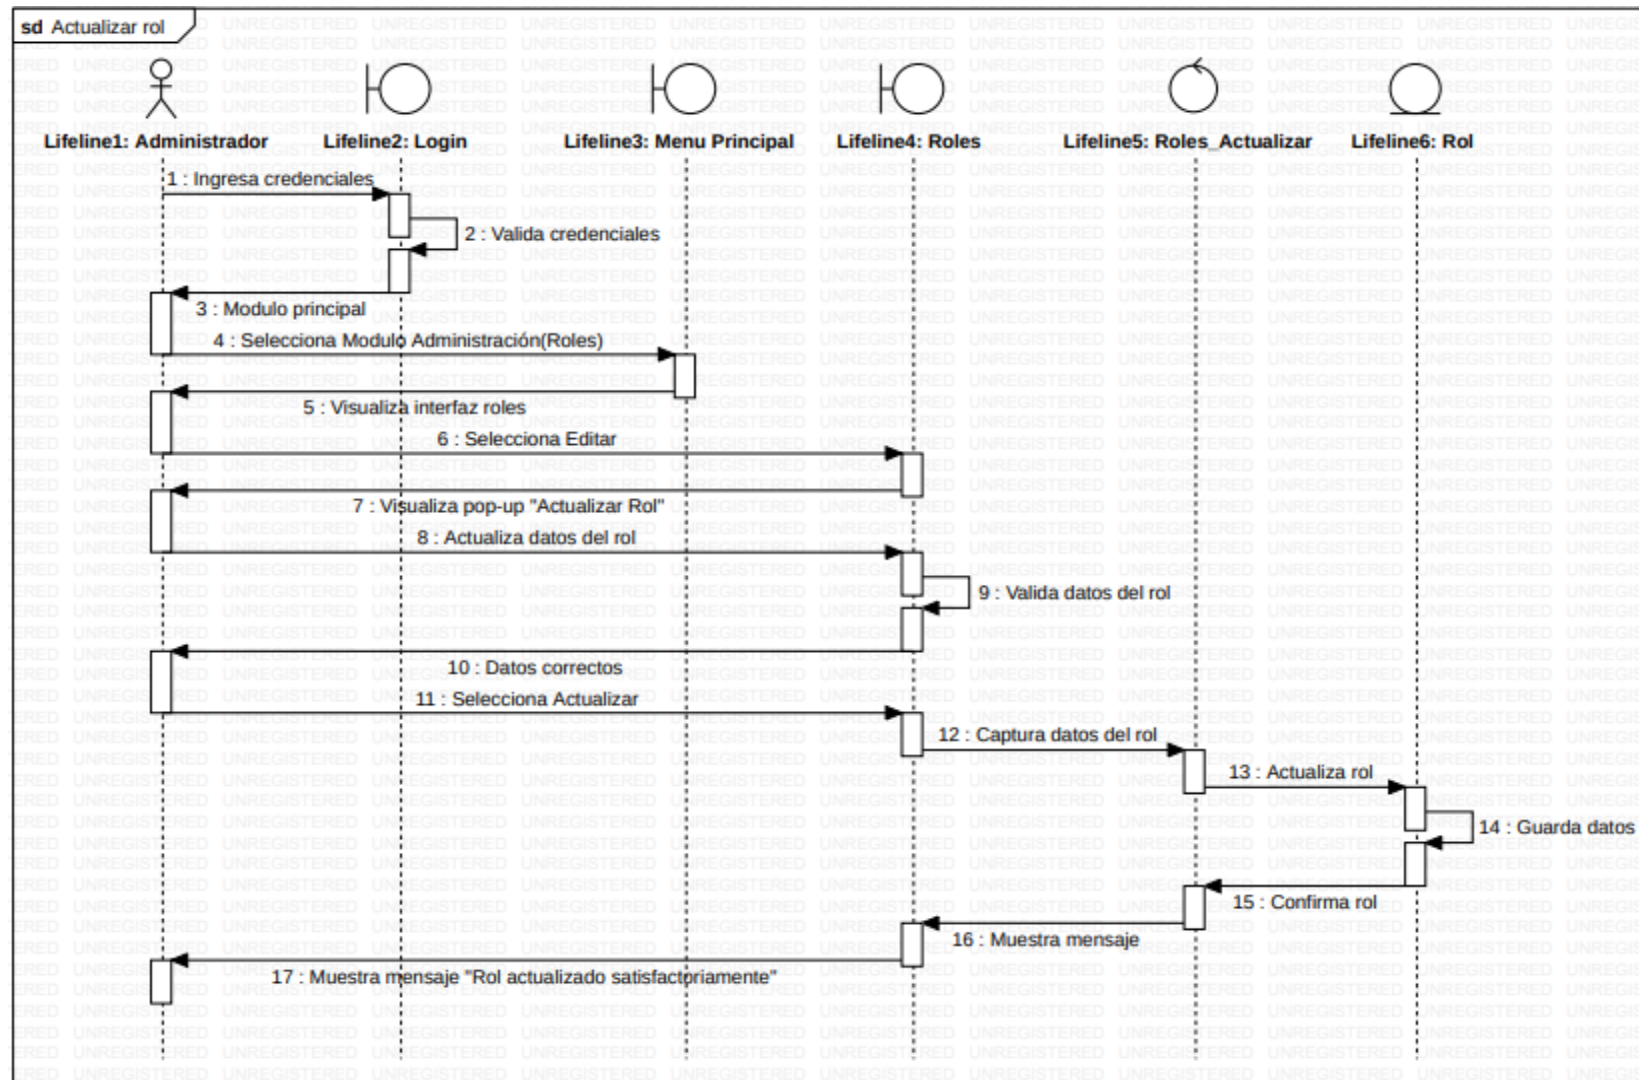 sd Actualizar rol
Lifeline1: Administrador
Lifeline2: Login
Lifeline3: Menu Principal
Lifeline4: Roles
Lifeline5: Roles_Actualizar
Lifeline6: Rol
1 : Ingresa credenciales
2 : Valida credenciales
3 : Modulo principal
4 : Selecciona Modulo Administración(Roles)
5 : Visualiza interfaz roles
6 : Selecciona Editar
7 : Visualiza pop-up "Actualizar Rol"
8 : Actualiza datos del rol
9 : Valida datos del rol
10 : Datos correctos
11 : Selecciona Actualizar
12 : Captura datos del rol
13 : Actualiza rol
14 : Guarda datos
15 : Confirma rol
16 : Muestra mensaje
17 : Muestra mensaje "Rol actualizado satisfactoriamente"
UNREGISTERED